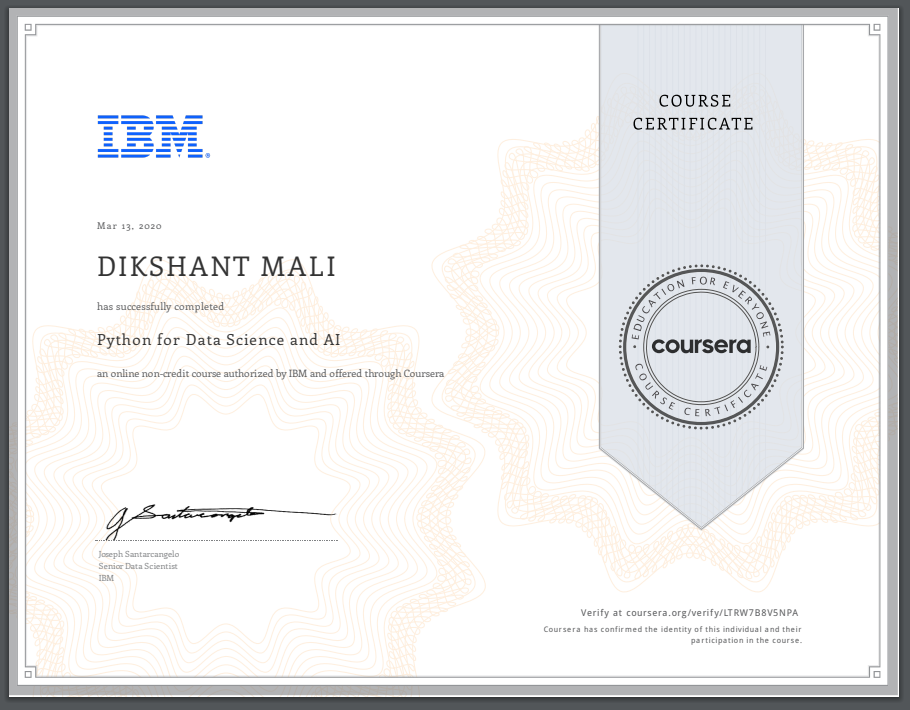 COURSE
CERTIFICATE
IBM®
Mar 13, 2020
DIKSHANT MALI
has successfully completed
Python for Data Science and AI
an online non-credit course authorized by IBM and offered through Coursera
EDUCATION FOR EVERYONE
coursera
COURSE CERTIFICATE
J Santarcangelo
Joseph Santarcangelo
Senior Data Scientist
IBM
Verify at coursera.org/verify/LTRW7B8V5NPA
Coursera has confirmed the identity of this individual and their
participation in the course.